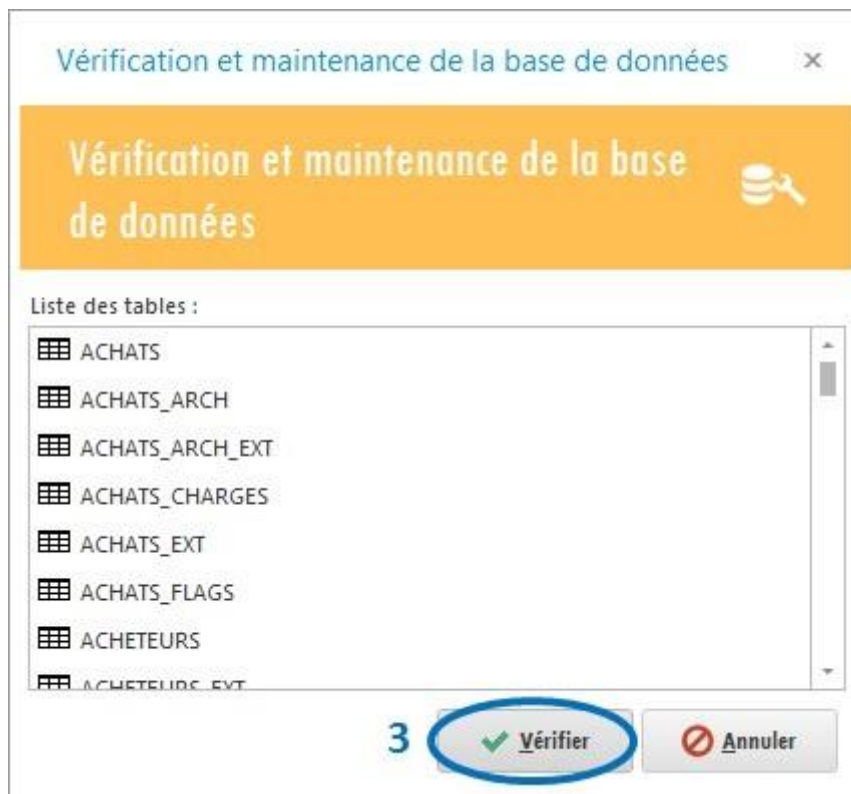 Vérification et maintenance de la base de données
Vérification et maintenance de la base
de données
Liste des tables :
ACHATS
ACHATS_ARCH
ACHATS_ARCH_EXT
ACHATS_CHARGES
ACHATS_EXT
ACHATS_FLAGS
ACHETEURS
ACHETEURS_EXT
3 Vérifier Annuler